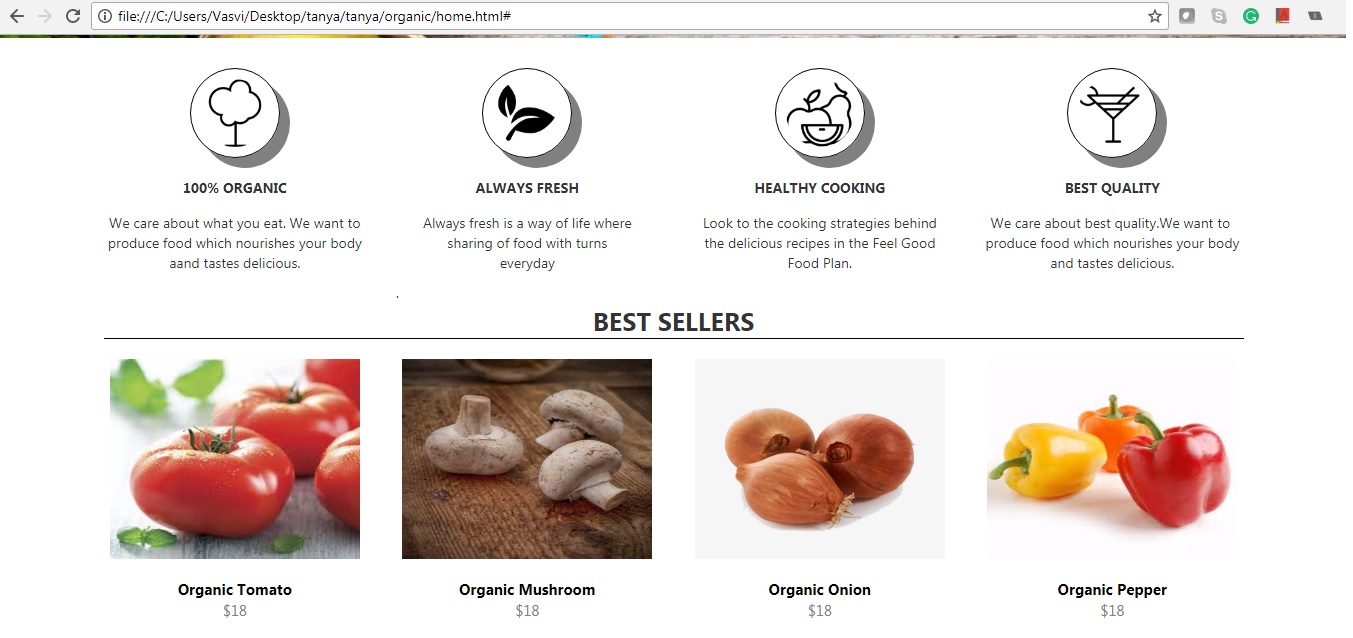 file:///C:/Users/Vasvi/Desktop/tanya/tanya/organic/home.html#
100% ORGANIC
We care about what you eat. We want to
produce food which nourishes your body
aand tastes delicious.
ALWAYS FRESH
Always fresh is a way of life where
sharing of food with turns
everyday
HEALTHY COOKING
Look to the cooking strategies behind
the delicious recipes in the Feel Good
Food Plan.
BEST QUALITY
We care about best quality.We want to
produce food which nourishes your body
and tastes delicious.
.
BEST SELLERS
Organic Tomato
$18
Organic Mushroom
$18
Organic Onion
$18
Organic Pepper
$18